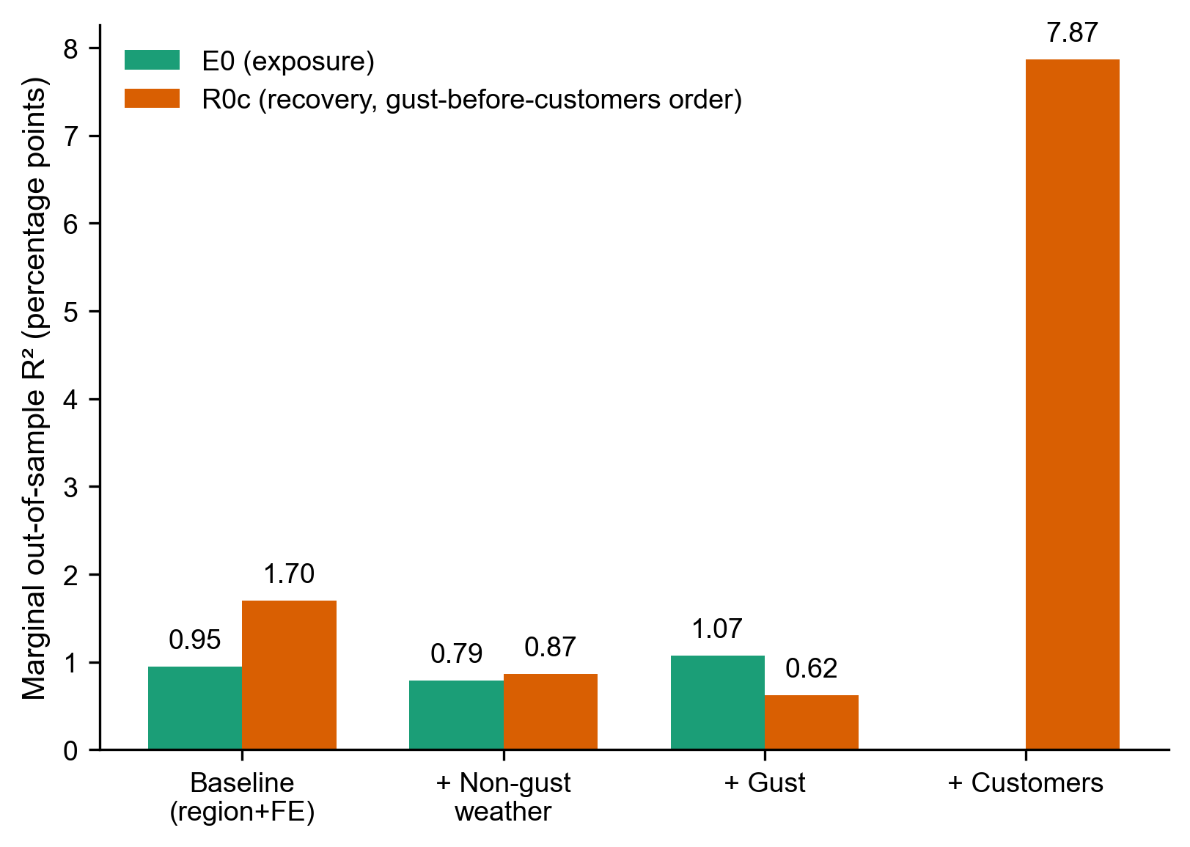 Marginal out-of-sample R² (percentage points)
8
7
6
5
4
3
2
1
0
E0 (exposure)
R0c (recovery, gust-before-customers order)
0.95
1.70
0.79
0.87
1.07
0.62
7.87
Baseline
(region+FE)
+ Non-gust
weather
+ Gust
+ Customers